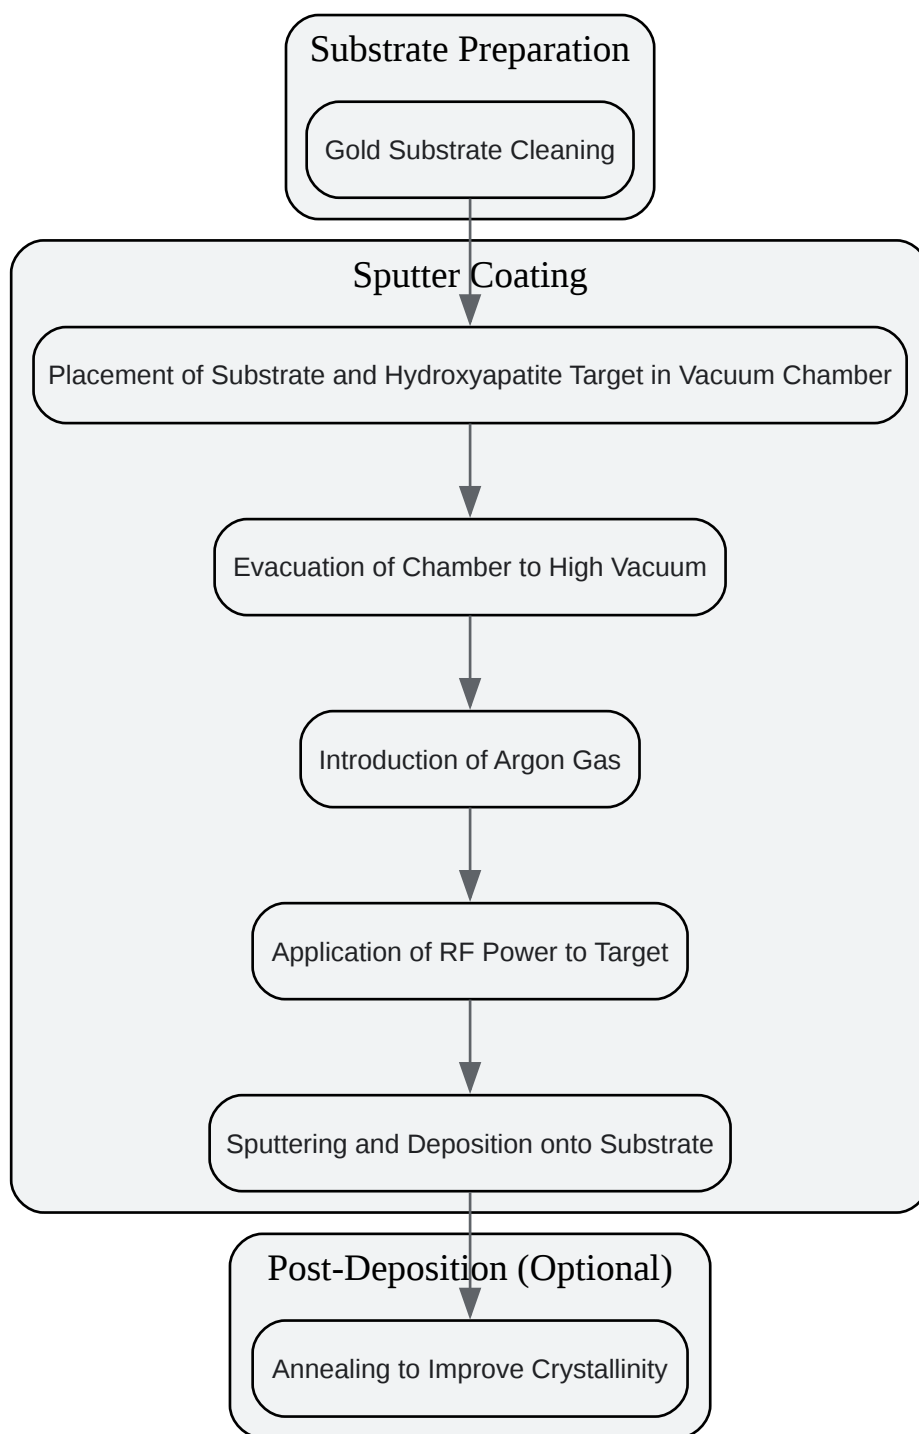 Substrate Preparation
Gold Substrate Cleaning
Sputter Coating
Placement of Substrate and Hydroxyapatite Target in Vacuum Chamber
Evacuation of Chamber to High Vacuum
Introduction of Argon Gas
Application of RF Power to Target
Sputtering and Deposition onto Substrate
Post-Deposition (Optional)
Annealing to Improve Crystallinity